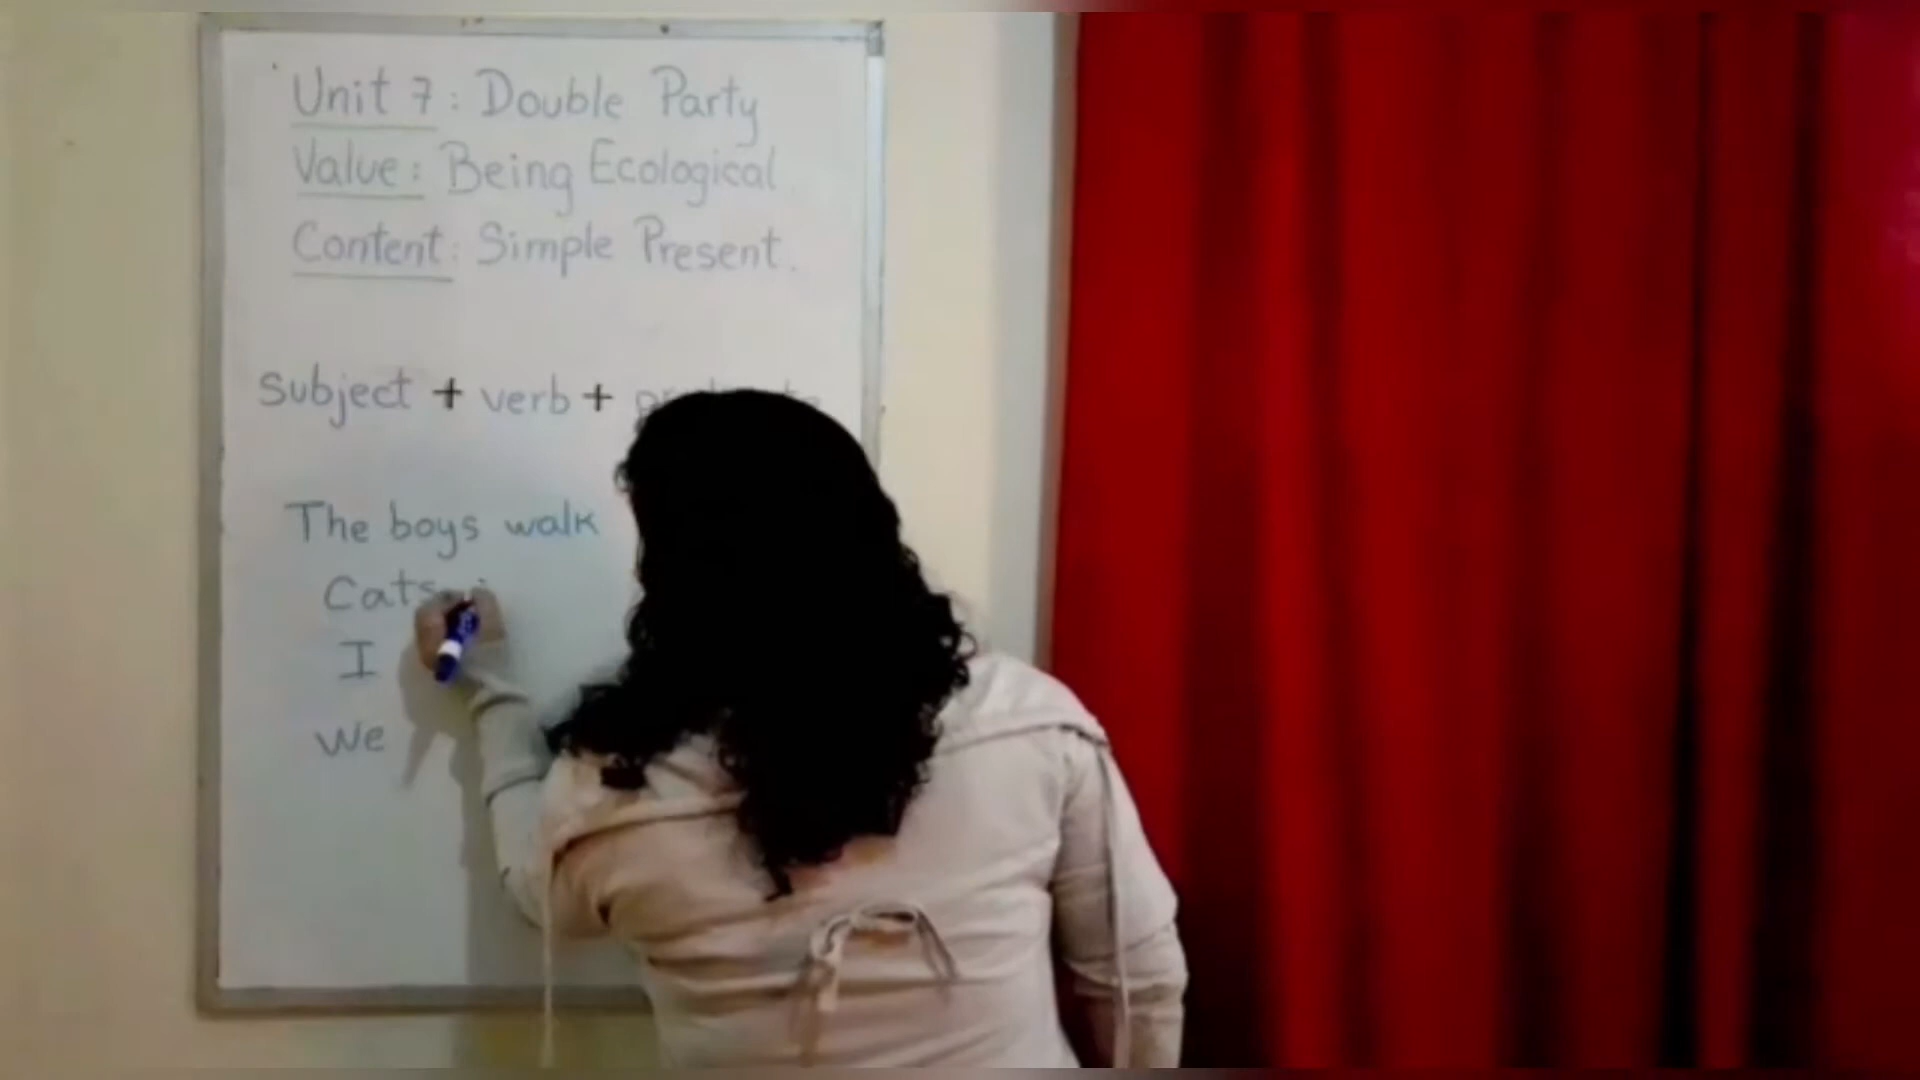 Unit 7: Double Party
Value: Being Ecological
Content: Simple Present.
Subject + verb +
The boys walk
Cats
I
We